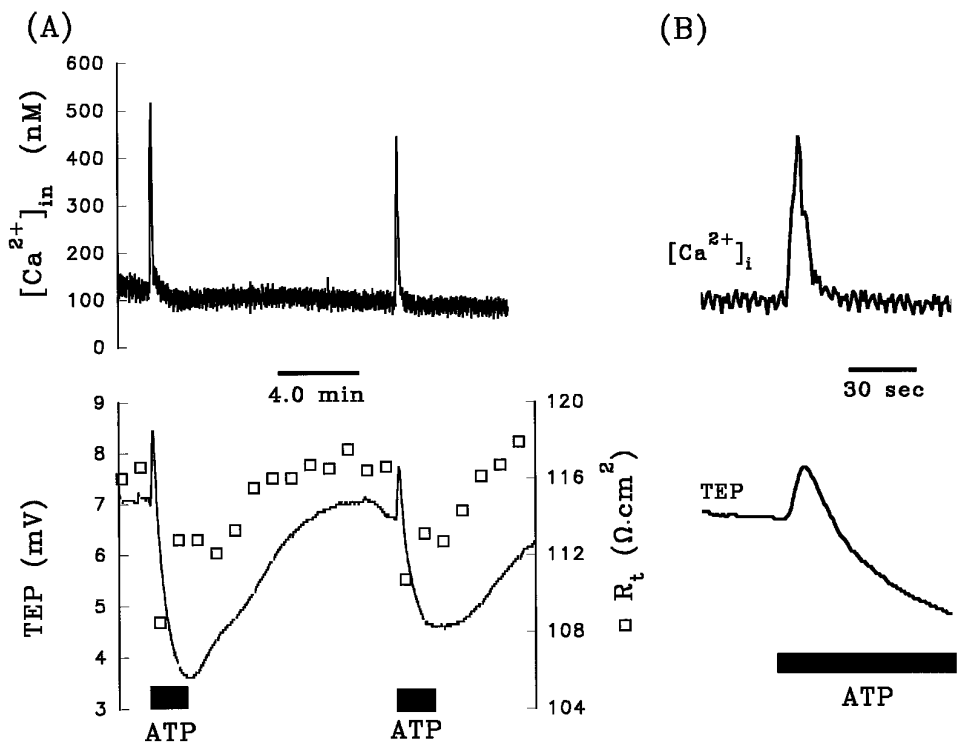 (A)
(B)
[Ca²⁺]in (nM)
600
500
400
300
200
100
0
4.0 min
[Ca²⁺]i
30 sec
TEP (mV)
9
8
7
6
5
4
3
120
116
112
108
104
□ Rt (Ω·cm²)
ATP
ATP
TEP
ATP